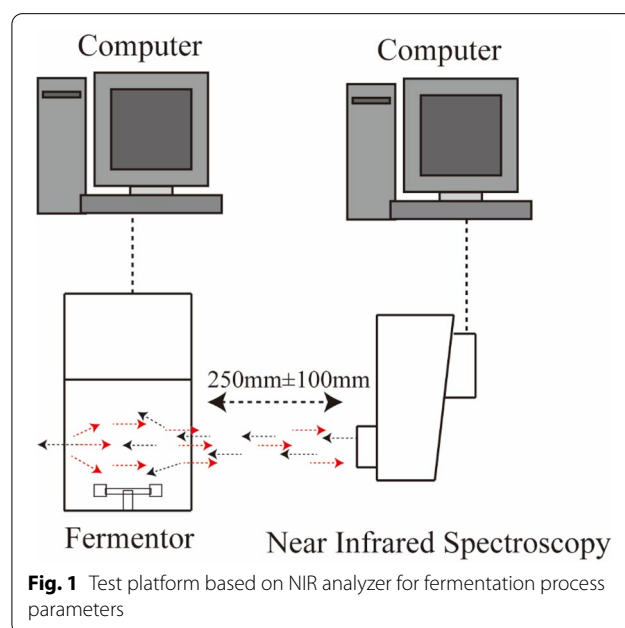 Computer
Computer
250mm±100mm
Fermentor
Near Infrared Spectroscopy
Fig. 1 Test platform based on NIR analyzer for fermentation process
parameters